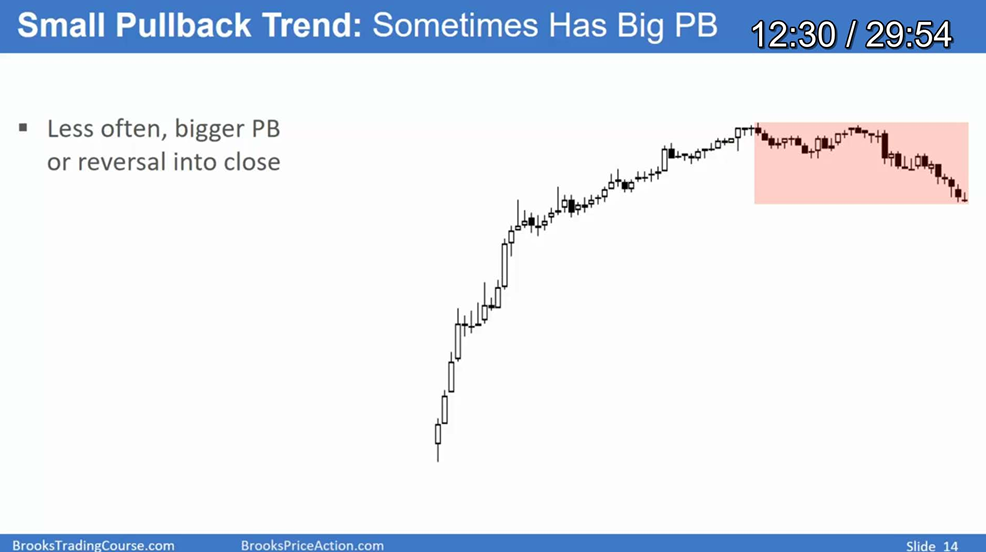 Small Pullback Trend: Sometimes Has Big PB
12:30 / 29:54
▪ Less often, bigger PB
or reversal into close
BrooksTradingCourse.com
BrooksPriceAction.com
Slide 14